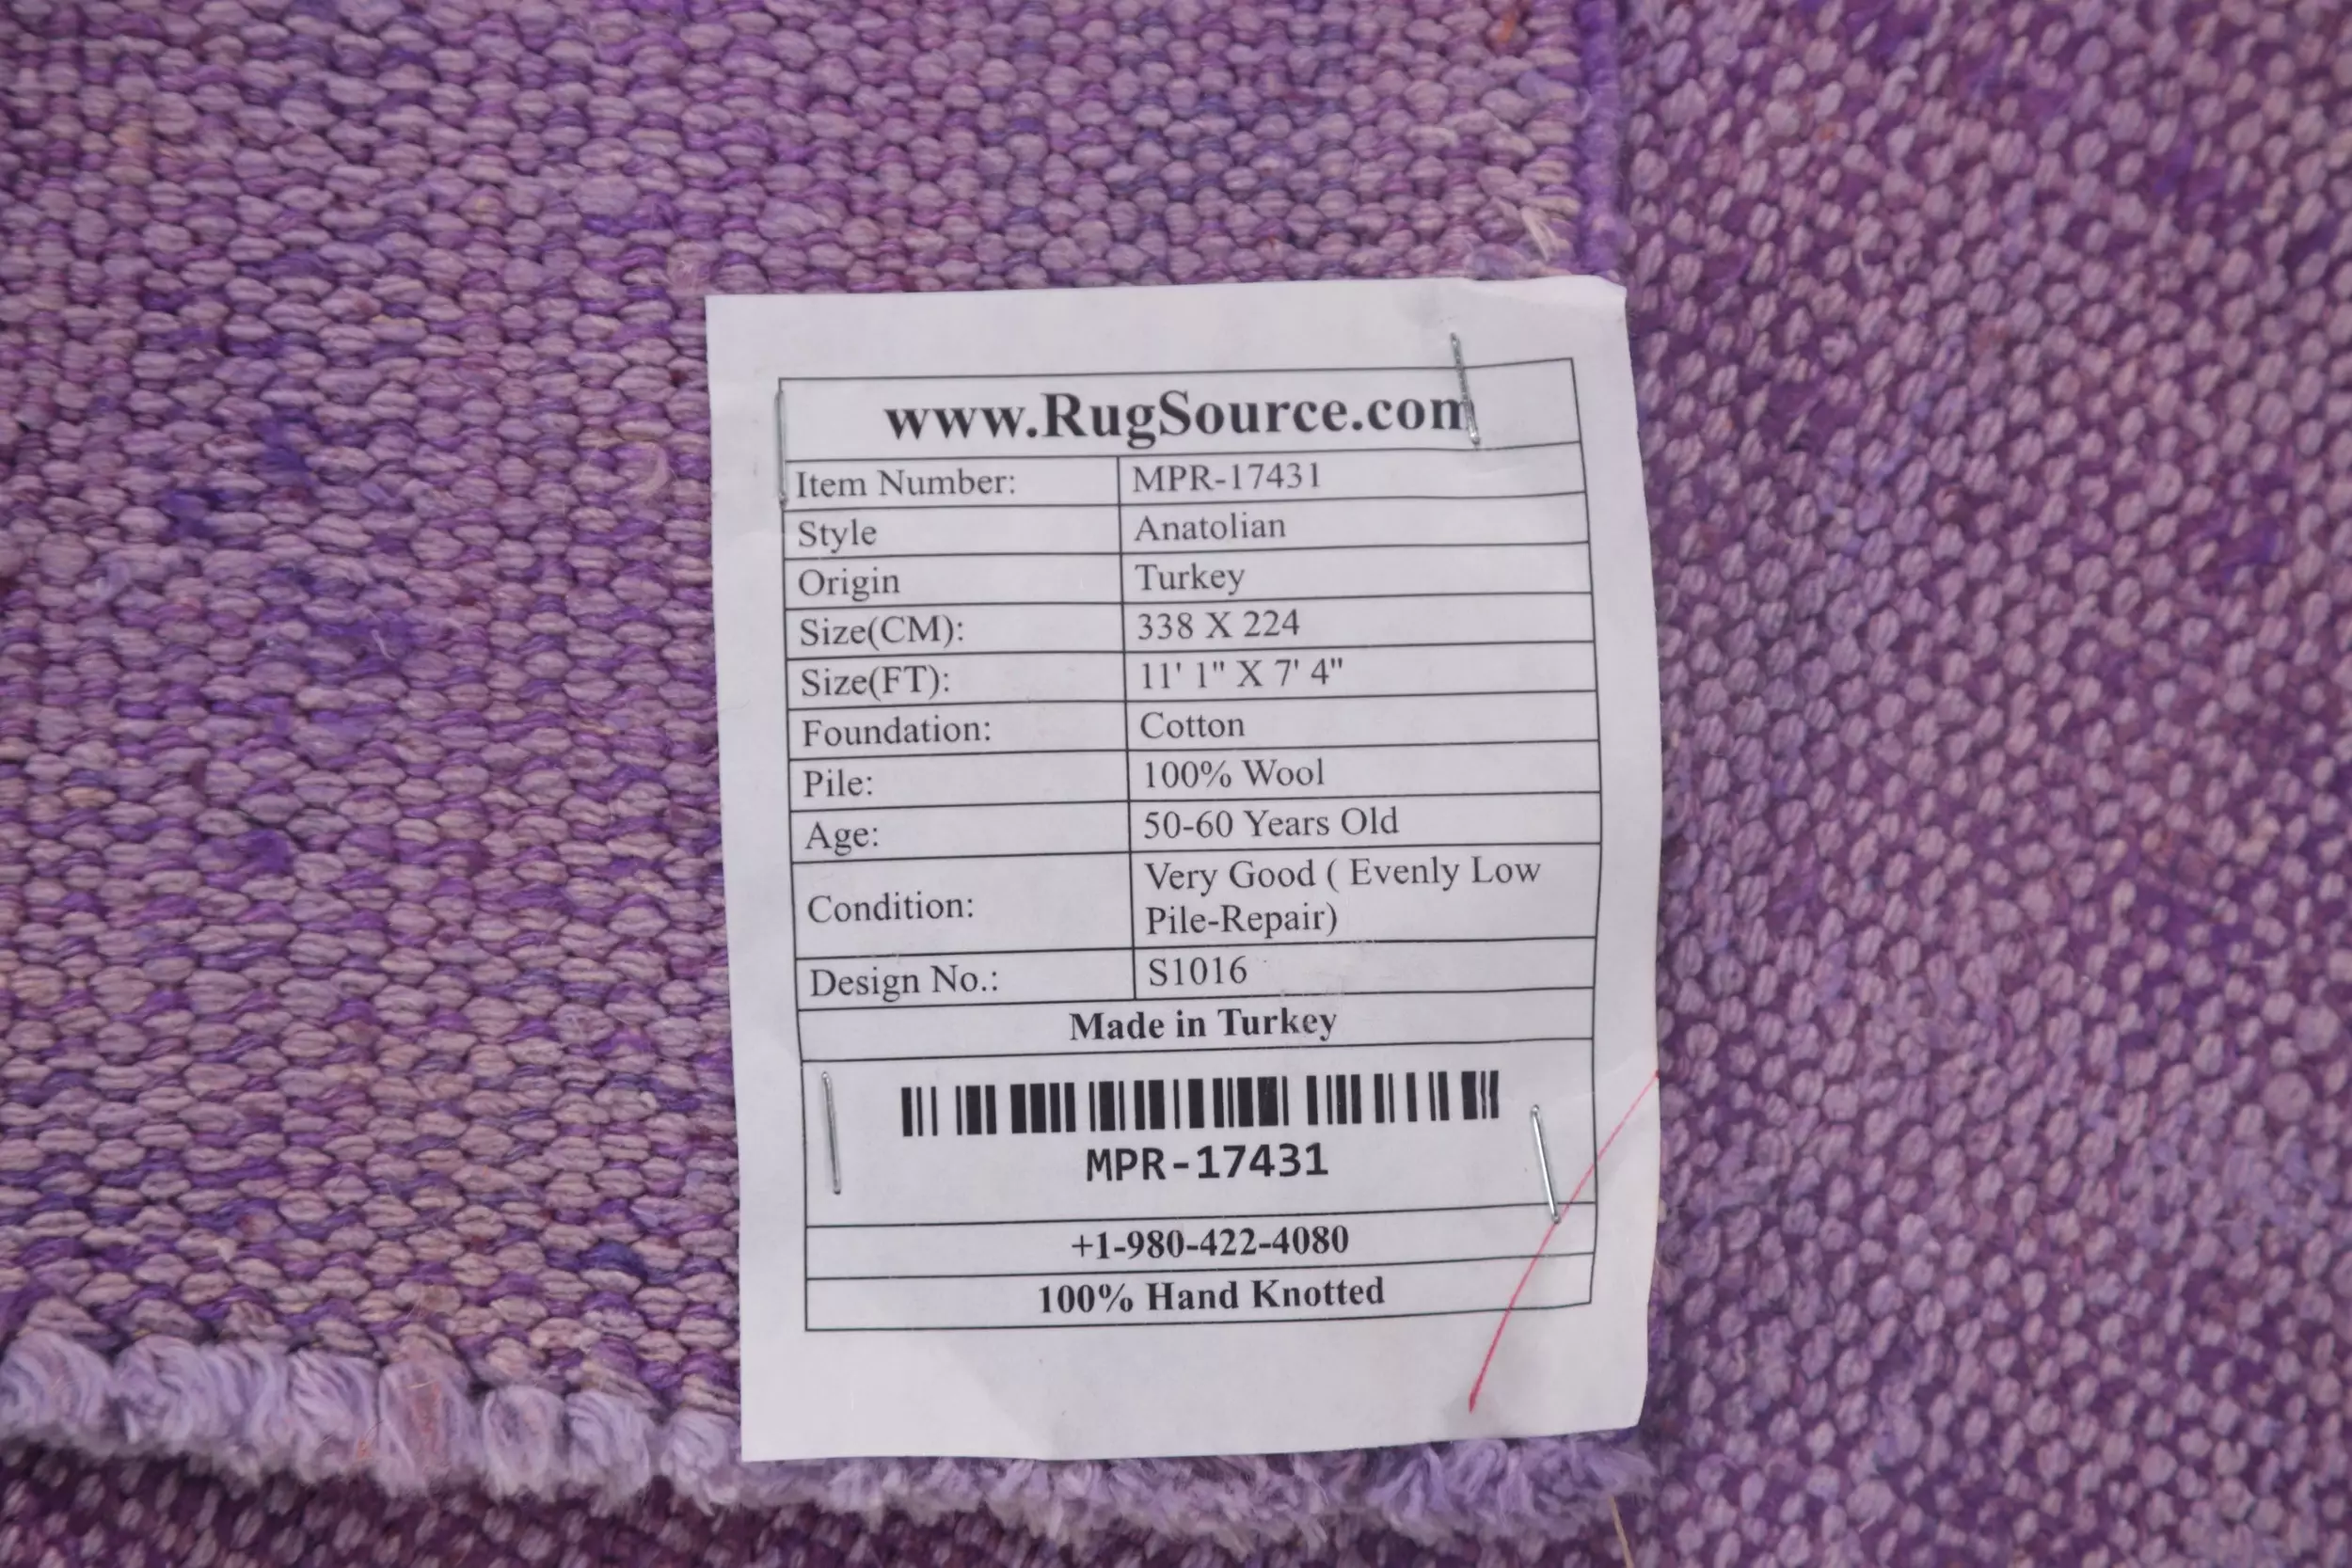 www.RugSource.com
Item Number: MPR-17431
Style Anatolian
Origin Turkey
Size(CM): 338 X 224
Size(FT): 11' 1" X 7' 4"
Foundation: Cotton
Pile: 100% Wool
Age: 50-60 Years Old
Condition: Very Good ( Evenly Low
Pile-Repair)
Design No.: S1016
Made in Turkey
MPR-17431
+1-980-422-4080
100% Hand Knotted